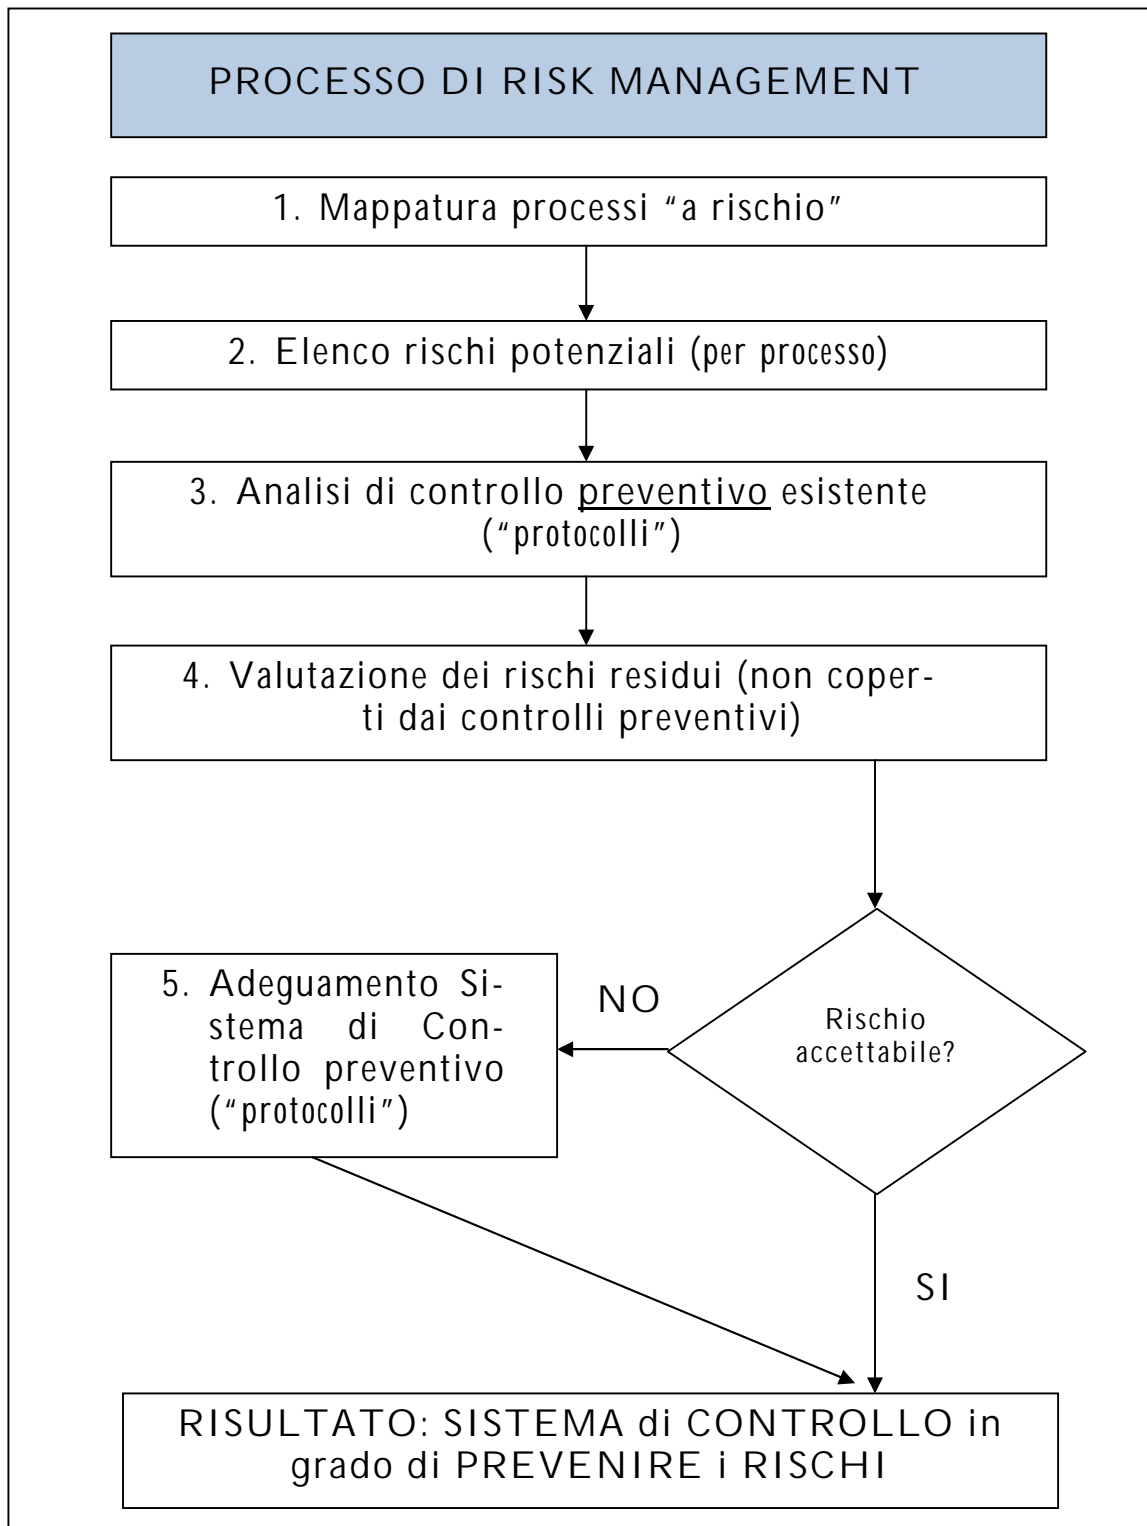 PROCESSO DI RISK MANAGEMENT
1. Mappatura processi “a rischio”
2. Elenco rischi potenziali (per processo)
3. Analisi di controllo preventivo esistente
(“protocolli”)
4. Valutazione dei rischi residui (non coper-
ti dai controlli preventivi)
5. Adeguamento Si-
stema di Con-
trollo preventivo
(“protocolli”)
NO
Rischio
accettabile?
SI
RISULTATO: SISTEMA di CONTROLLO in
grado di PREVENIRE i RISCHI